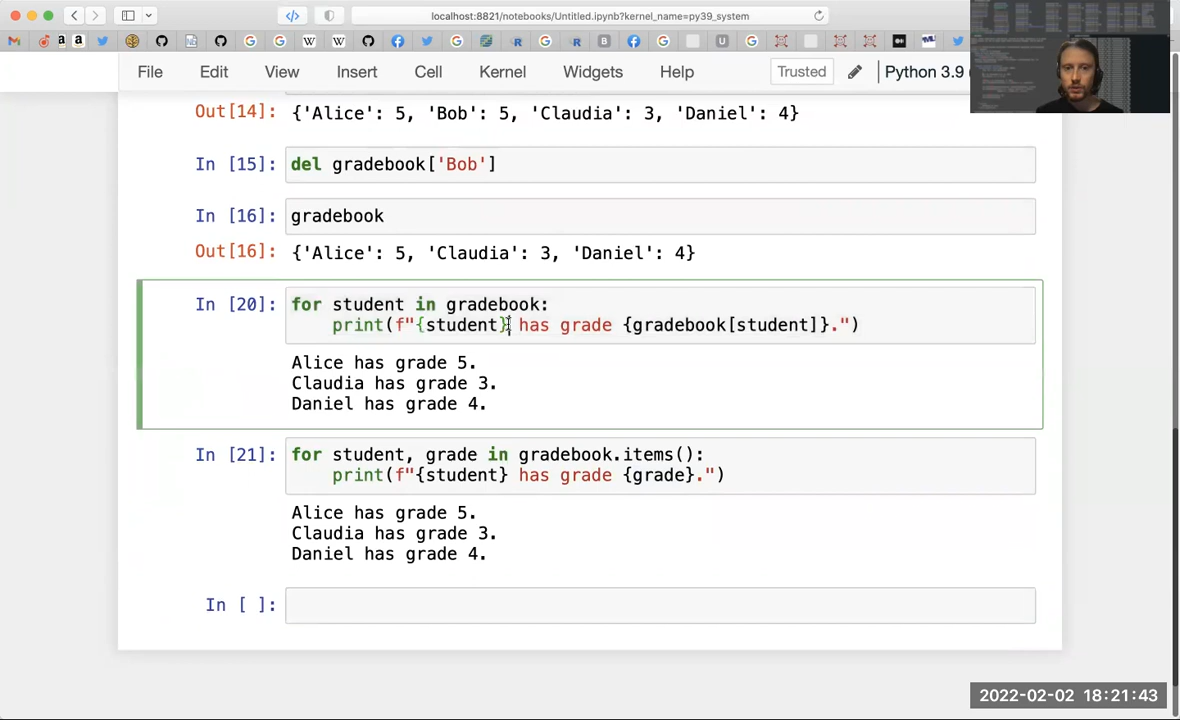 localhost:8821/notebooks/Untitled.ipynb?kernel_name=py39_system
File Edit View Insert Cell Kernel Widgets Help Trusted Python 3.9
Out[14]: {'Alice': 5, 'Bob': 5, 'Claudia': 3, 'Daniel': 4}
In [15]: del gradebook['Bob']
In [16]: gradebook
Out[16]: {'Alice': 5, 'Claudia': 3, 'Daniel': 4}
In [20]: for student in gradebook:
print(f"{student} has grade {gradebook[student]}.")
Alice has grade 5.
Claudia has grade 3.
Daniel has grade 4.
In [21]: for student, grade in gradebook.items():
print(f"{student} has grade {grade}.")
Alice has grade 5.
Claudia has grade 3.
Daniel has grade 4.
In [ ]:
2022-02-02 18:21:43